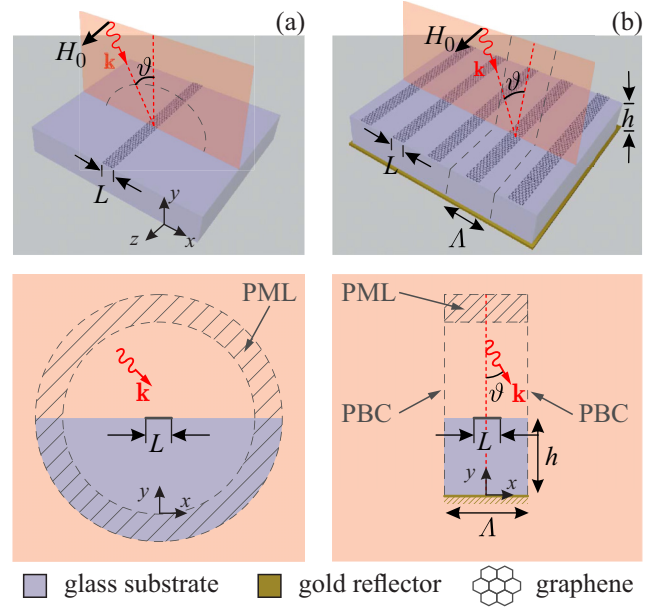 (a)
H₀
k
ϑ
L
y
z
x
(b)
H₀
k
ϑ
h
L
Λ
PML
k
L
y
x
PML
k
ϑ
PBC
PBC
L
h
y
x
Λ
glass substrate
gold reflector
graphene